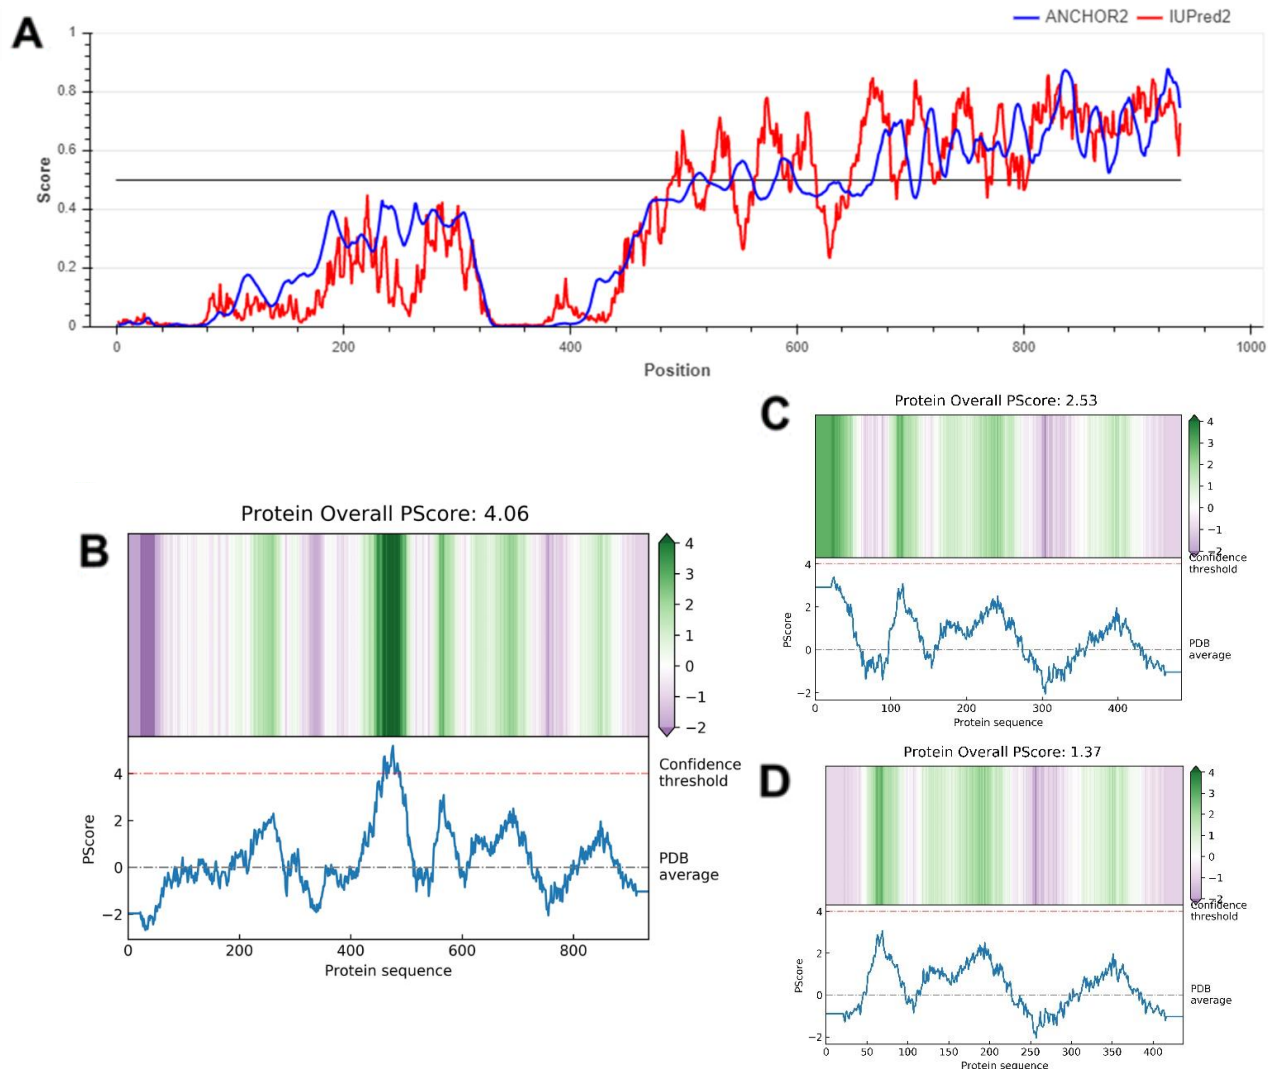 A
ANCHOR2 IUPred2
1
0.8
0.6
0.4
0.2
0
Score
0 200 400 600 800 1000
Position
C
Protein Overall PScore: 2.53
4
3
2
1
0
−1
−2
Confidence
threshold
4
2
0
−2
PScore
PDB
average
0 100 200 300 400
Protein sequence
B
Protein Overall PScore: 4.06
4
3
2
1
0
−1
−2
Confidence
threshold
4
2
0
−2
PScore
PDB
average
0 200 400 600 800
Protein sequence
D
Protein Overall PScore: 1.37
4
3
2
1
0
−1
−2
Confidence
threshold
4
2
0
−2
PScore
PDB
average
0 50 100 150 200 250 300 350 400
Protein sequence